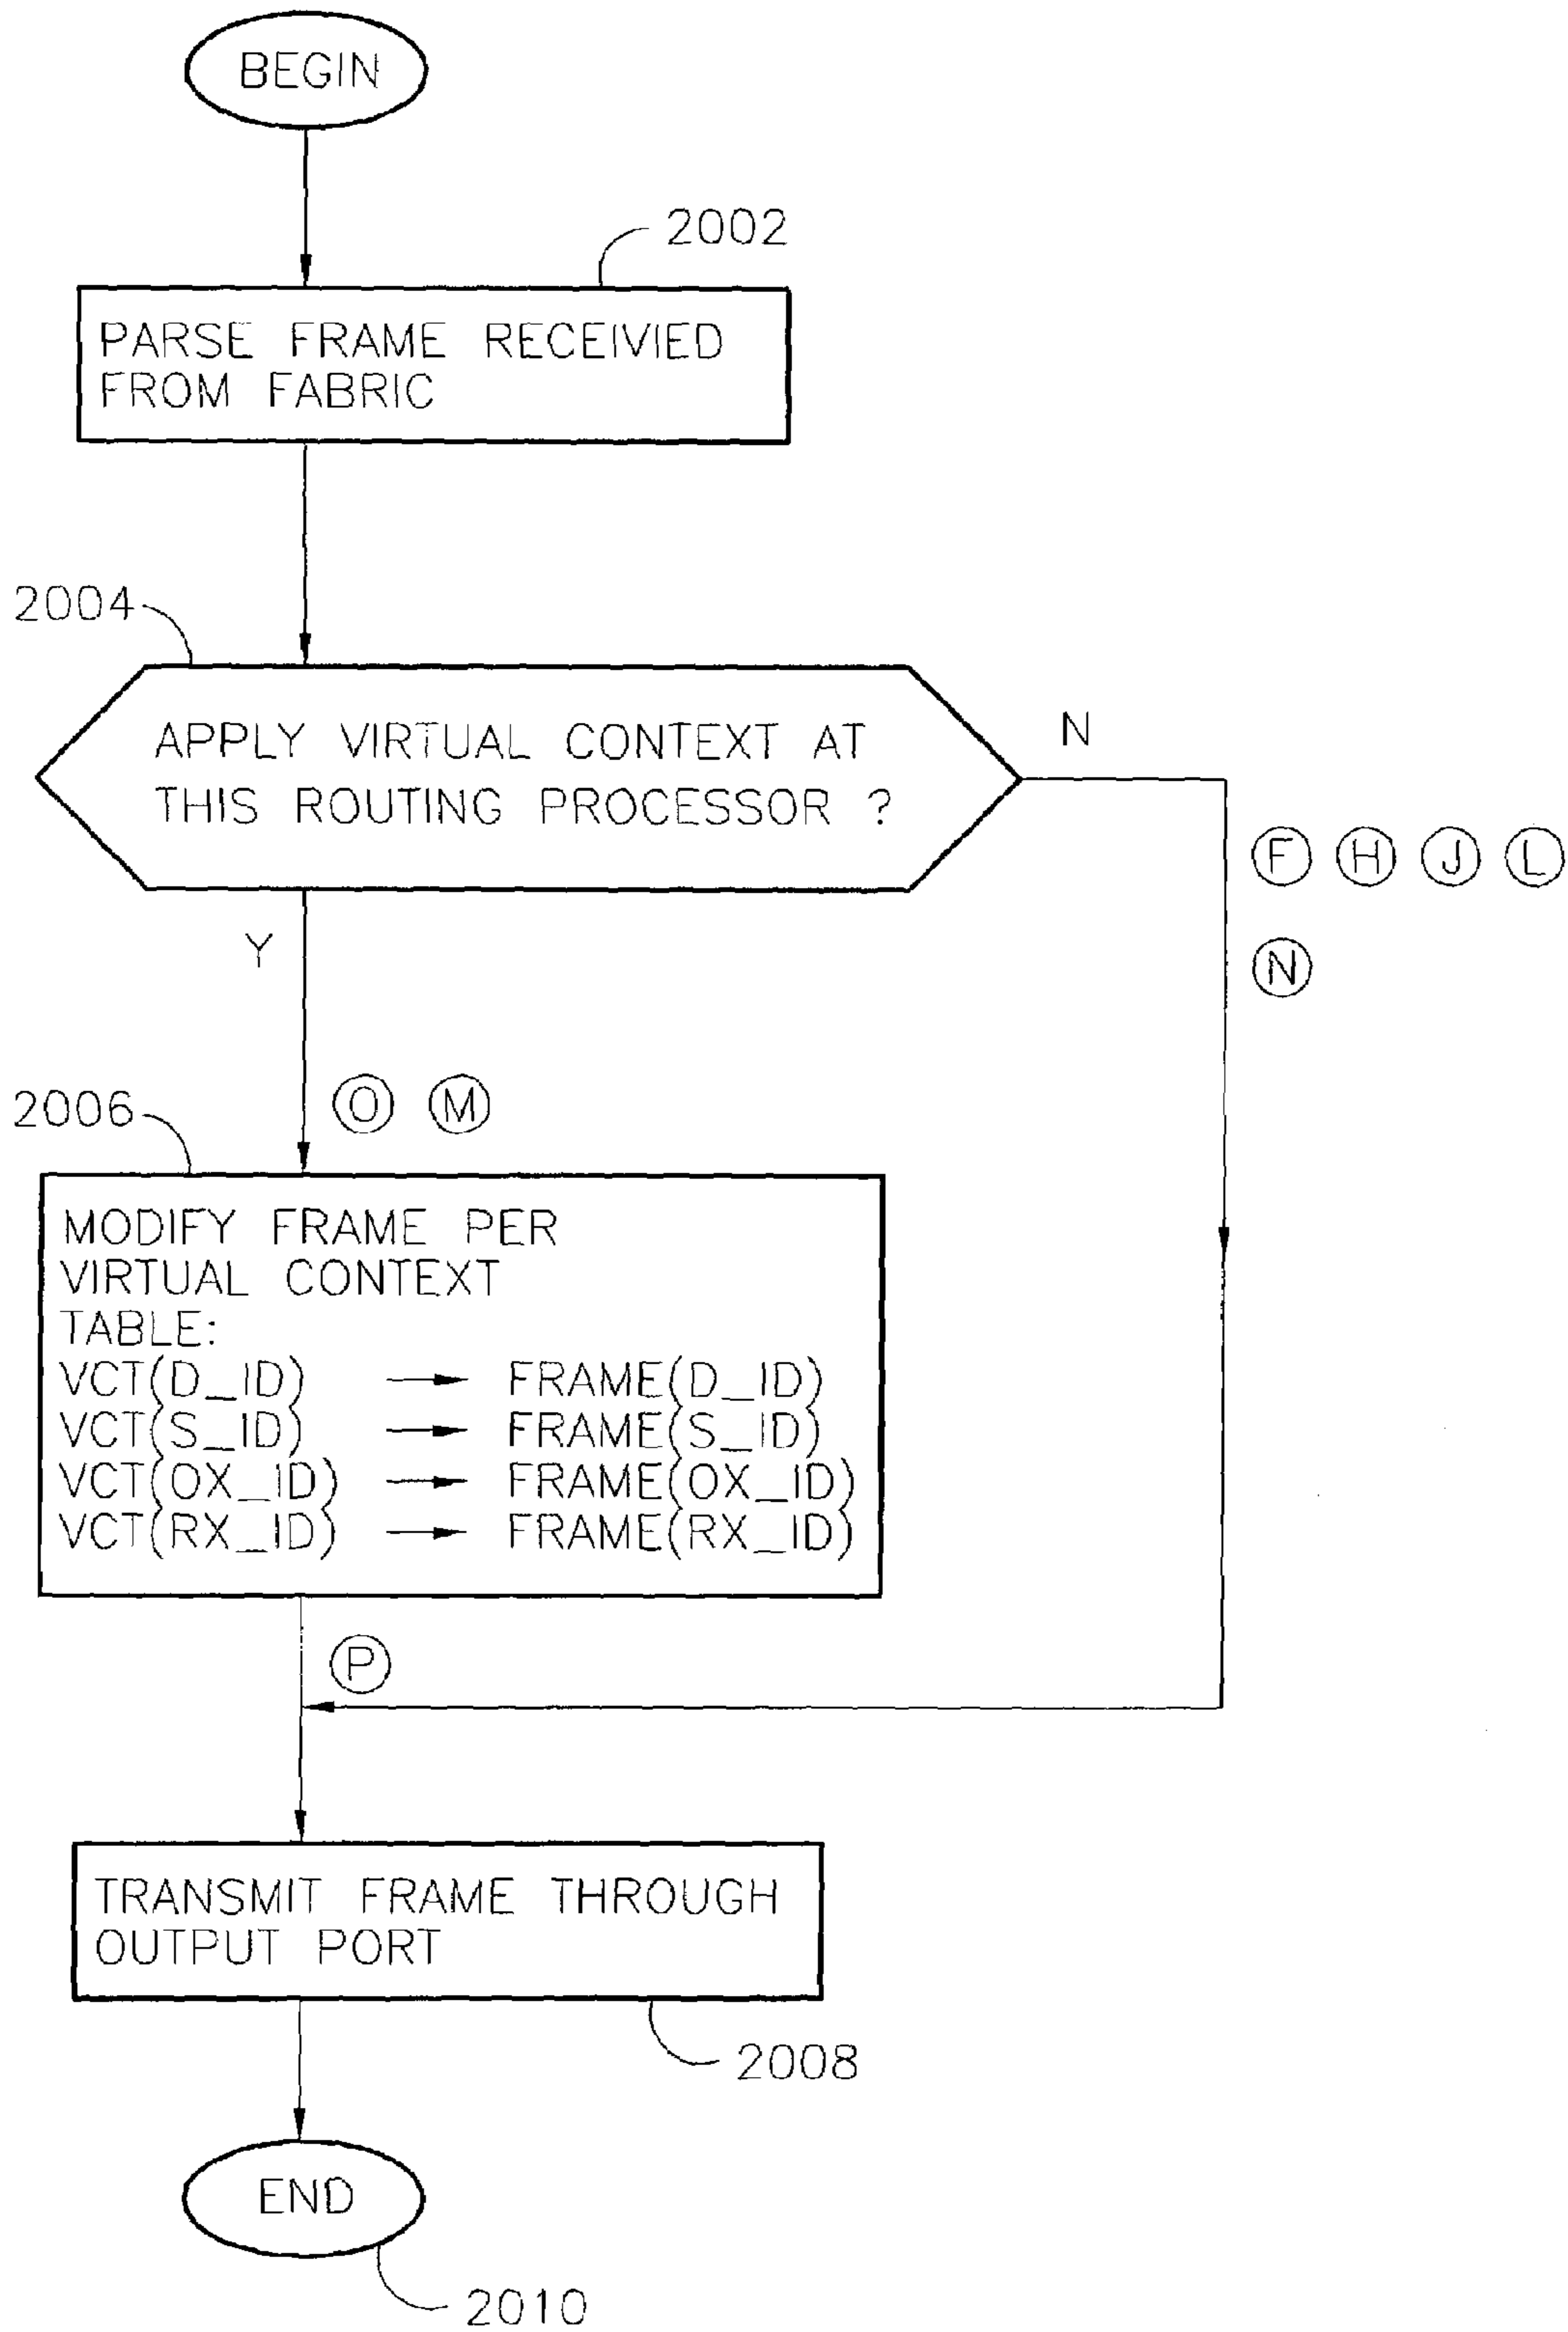 BEGIN
2002
PARSE FRAME RECEIVIED
FROM FABRIC
2004
APPLY VIRTUAL CONTEXT AT
THIS ROUTING PROCESSOR ?
N
F H J L
N
Y
O M
2006
MODIFY FRAME PER
VIRTUAL CONTEXT
TABLE:
VCT(D_ID) → FRAME(D_ID)
VCT(S_ID) → FRAME(S_ID)
VCT(OX_ID) → FRAME(OX_ID)
VCT(RX_ID) → FRAME(RX_ID)
P
TRANSMIT FRAME THROUGH
OUTPUT PORT
2008
END
2010